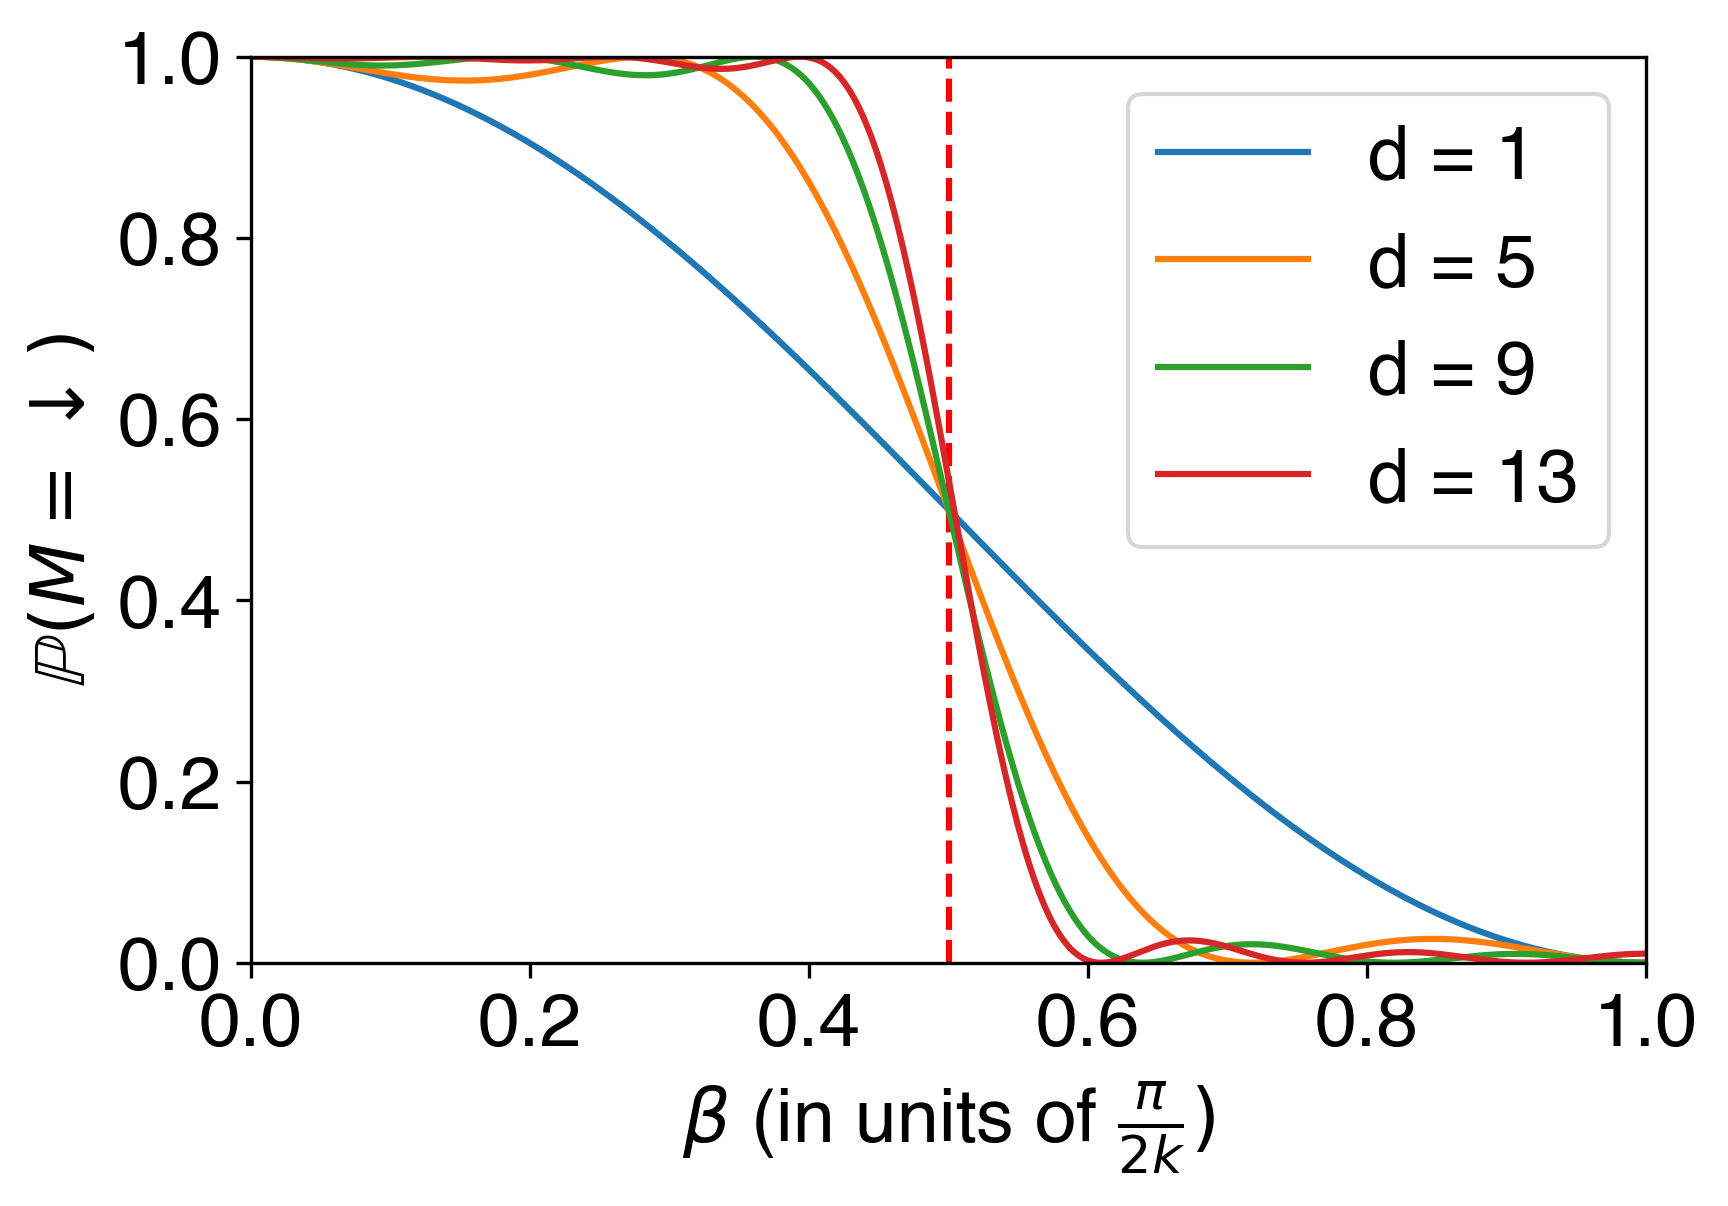 ℙ(M = ↓)
1.0
0.8
0.6
0.4
0.2
0.0
0.0 0.2 0.4 0.6 0.8 1.0
β (in units of π/2k)
d = 1
d = 5
d = 9
d = 13